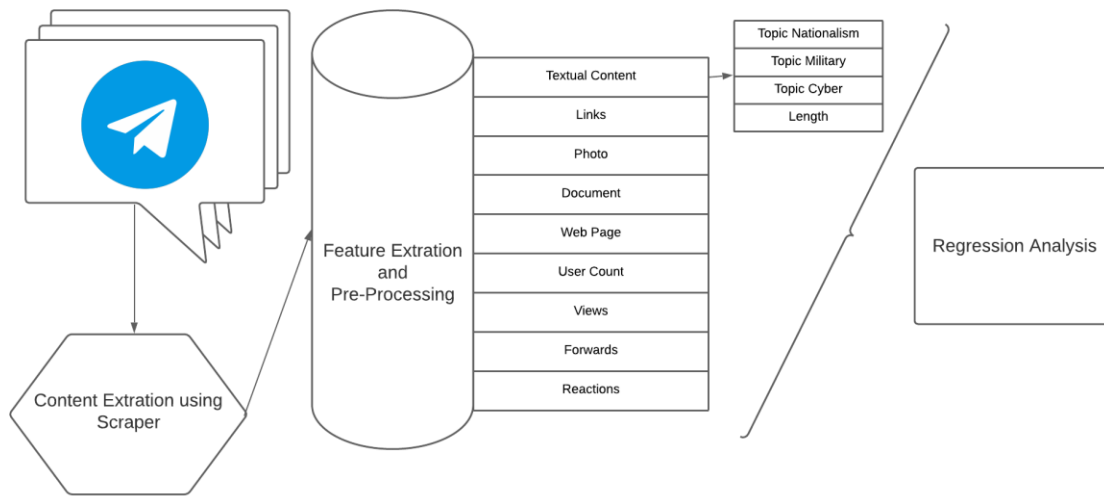 Content Extration using
Scraper
Feature Extration
and
Pre-Processing
Textual Content
Links
Photo
Document
Web Page
User Count
Views
Forwards
Reactions
Topic Nationalism
Topic Military
Topic Cyber
Length
Regression Analysis